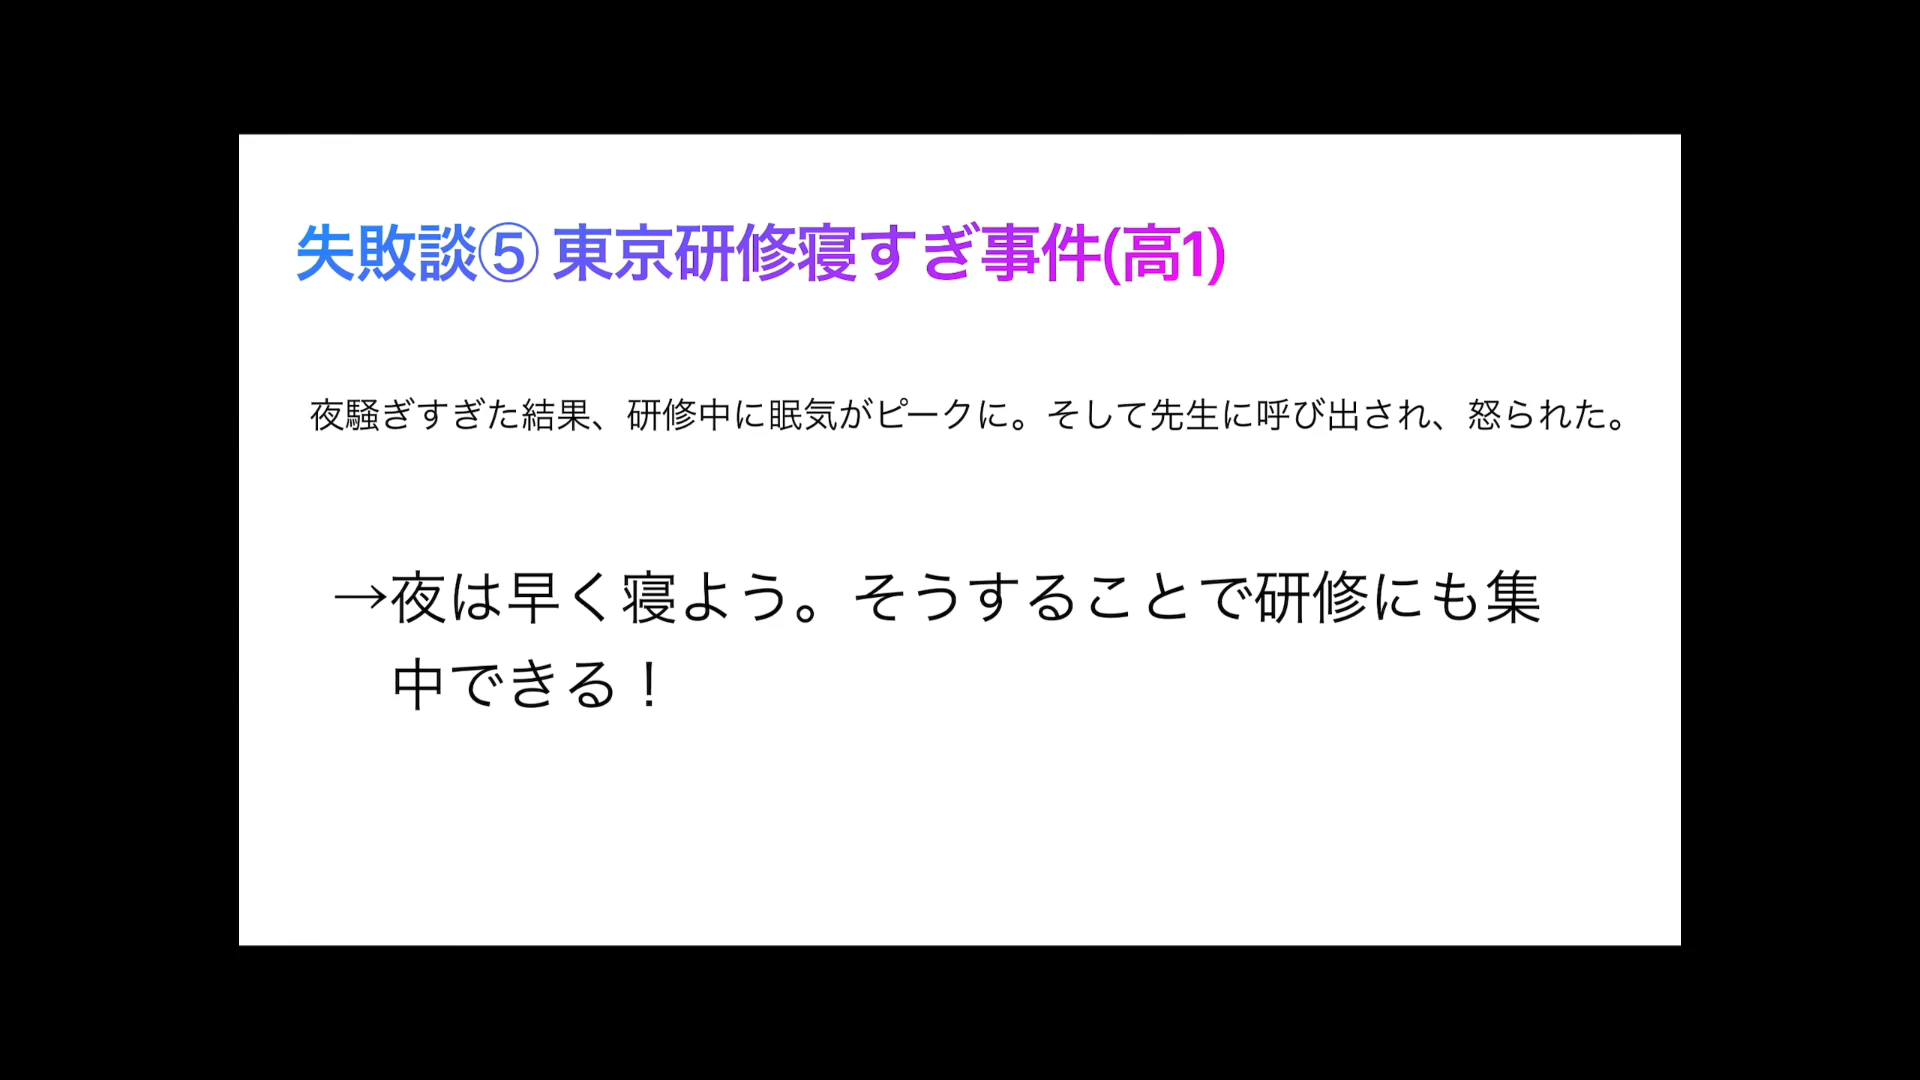 失敗談⑤ 東京研修寝すぎ事件(高1)
夜騒ぎすぎた結果、研修中に眠気がピークに。そして先生に呼び出され、怒られた。
→夜は早く寝よう。そうすることで研修にも集
中できる！